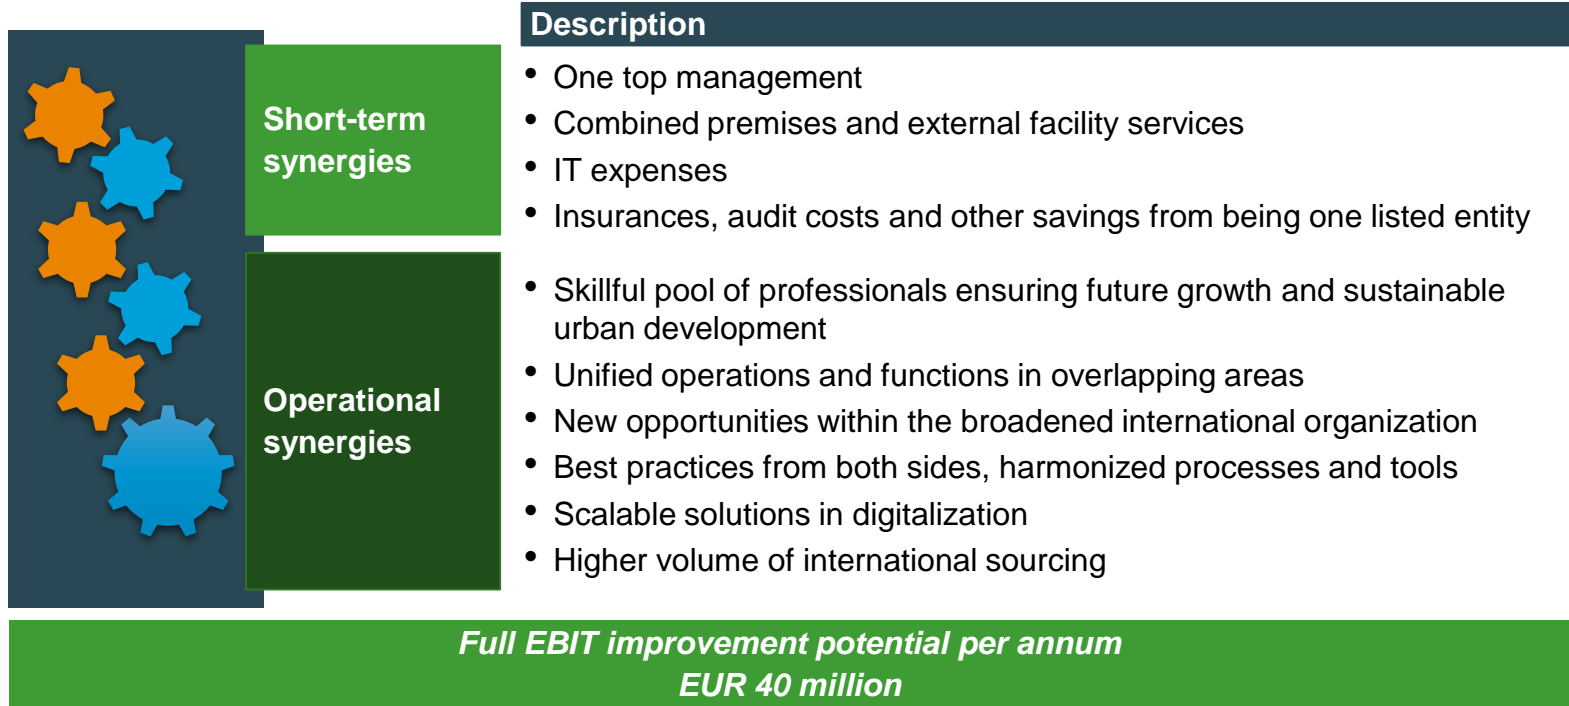 Description
Short-term
synergies
• One top management
• Combined premises and external facility services
• IT expenses
• Insurances, audit costs and other savings from being one listed entity
Operational
synergies
• Skillful pool of professionals ensuring future growth and sustainable
urban development
• Unified operations and functions in overlapping areas
• New opportunities within the broadened international organization
• Best practices from both sides, harmonized processes and tools
• Scalable solutions in digitalization
• Higher volume of international sourcing
Full EBIT improvement potential per annum
EUR 40 million